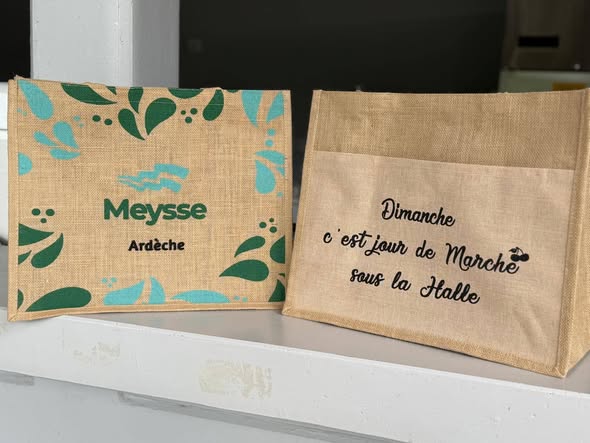 Meysse
Ardèche
Dimanche
c'est jour de Marché
sous la Halle